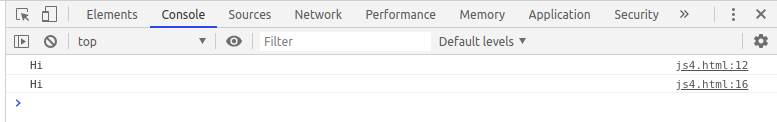 Elements Console Sources Network Performance Memory Application Security »
top Filter Default levels
Hi js4.html:12
Hi js4.html:16
>